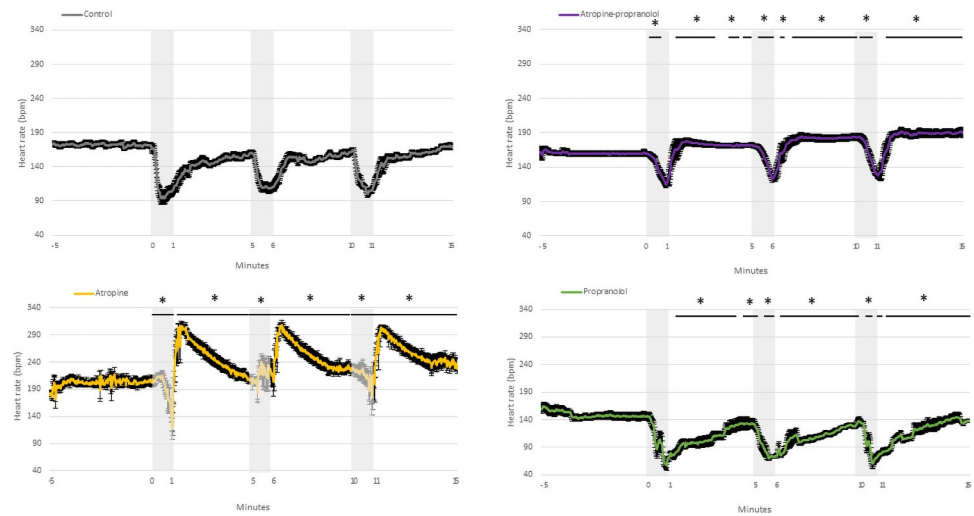 Control
340
290
240
190
140
90
40
Heart rate (bpm)
-5 0 1 5 6 10 11 15
Minutes
Atropine-propranolol
* * * * * * * *
340
290
240
190
140
90
40
Heart rate (bpm)
-5 0 1 5 6 10 11 15
Minutes
Atropine
* * * * * *
340
290
240
190
140
90
40
Heart rate (bpm)
-5 0 1 5 6 10 11 15
Minutes
Propranolol
* * * * * *
340
290
240
190
140
90
40
Heart rate (bpm)
-5 0 1 5 6 10 11 15
Minutes